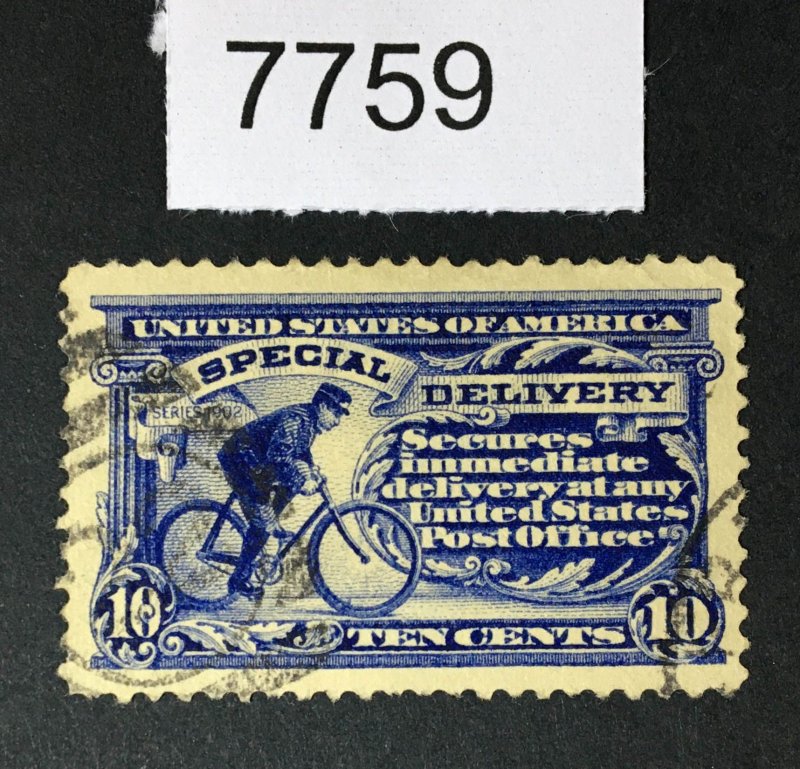 7759
UNITED STATES OF AMERICA
SPECIAL
DELIVERY
SERIES 1902
Secures
immediate
delivery at any
United States
Post Office
10
TEN CENTS
10